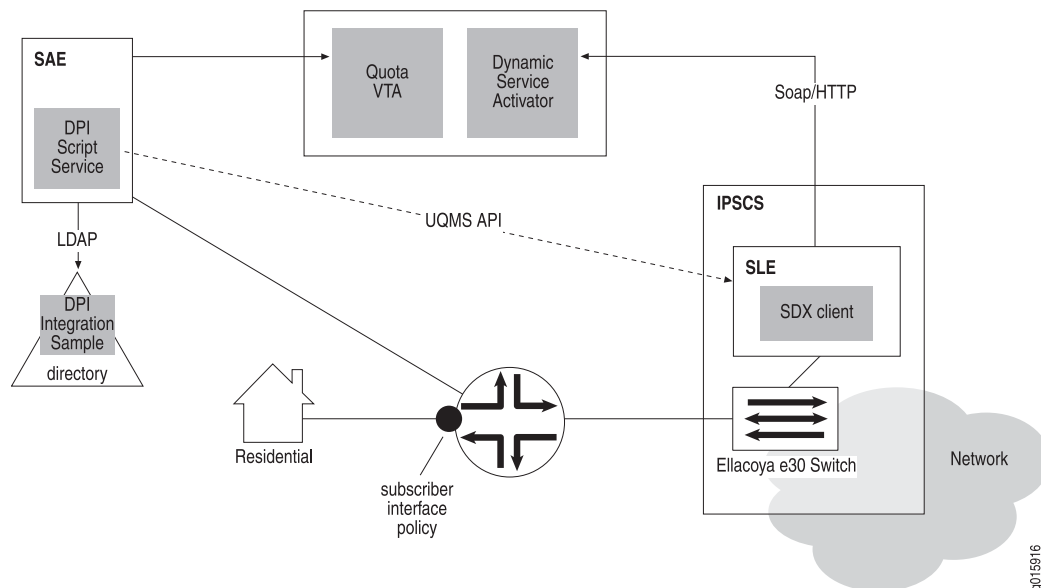 SAE
DPI
Script
Service
Quota
VTA
Dynamic
Service
Activator
Soap/HTTP
UQMS API
LDAP
DPI
Integration
Sample
directory
IPSCS
SLE
SDX client
Residential
subscriber
interface
policy
Ellacoya e30 Switch
Network
g015916